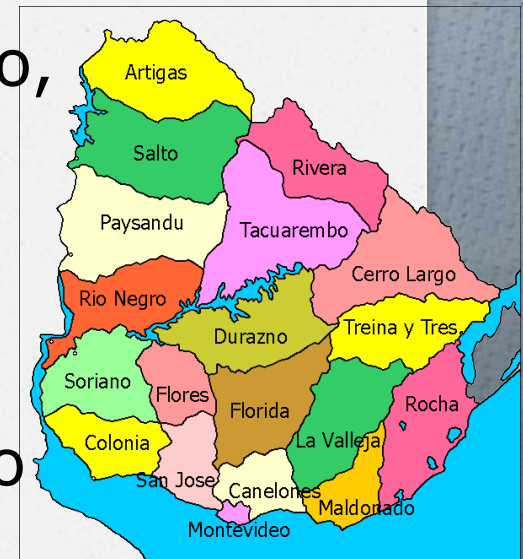 o,
Artigas
Salto
Rivera
Paysandu
Tacuarembo
Cerro Largo
Rio Negro
Treina y Tres
Durazno
Soriano
Flores
Florida
Rocha
Colonia
La Valleja
San Jose
Canelones
Maldonado
Montevideo
o